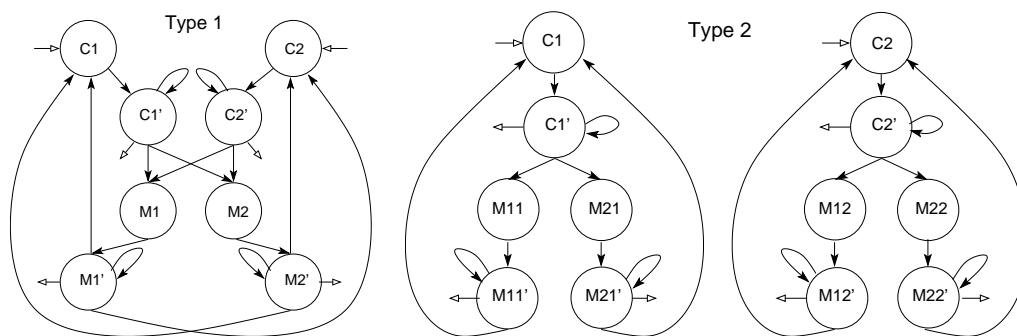 Type 1
Type 2
C1
C2
C1
C2
C1’
C2’
C1’
C2’
M1
M2
M11
M21
M12
M22
M1’
M2’
M11’
M21’
M12’
M22’